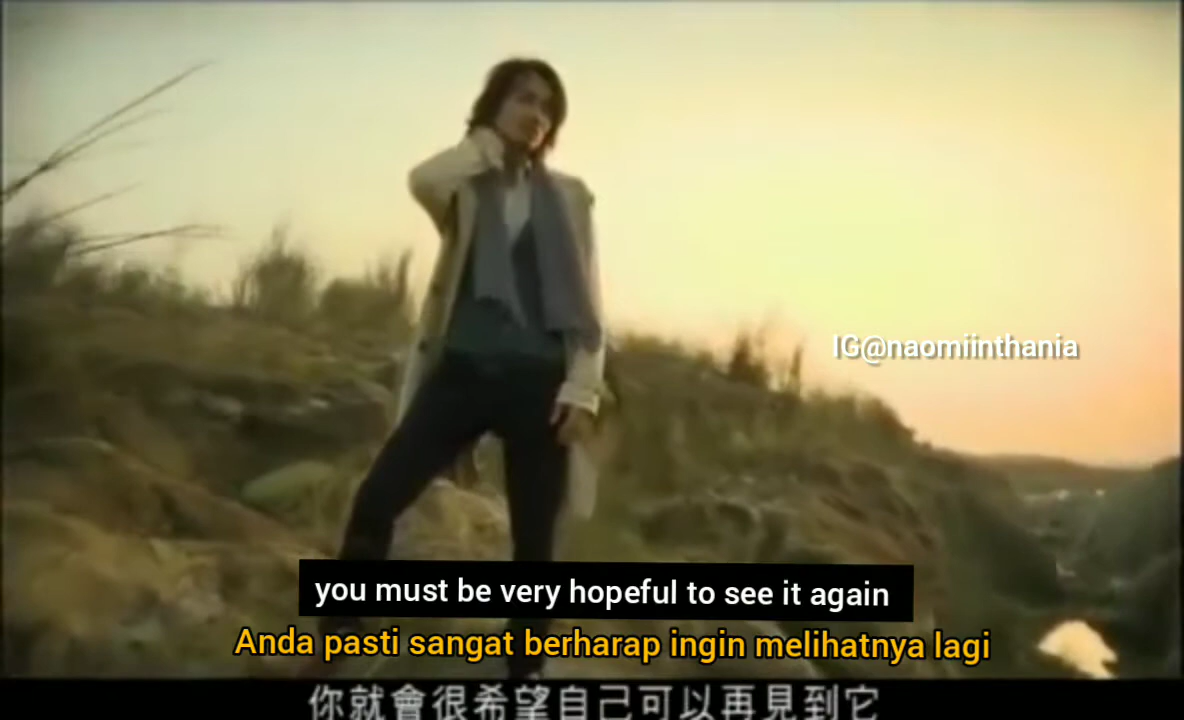 IG@naomiinthania
you must be very hopeful to see it again
Anda pasti sangat berharap ingin melihatnya lagi
你就會很希望自己可以再見到它